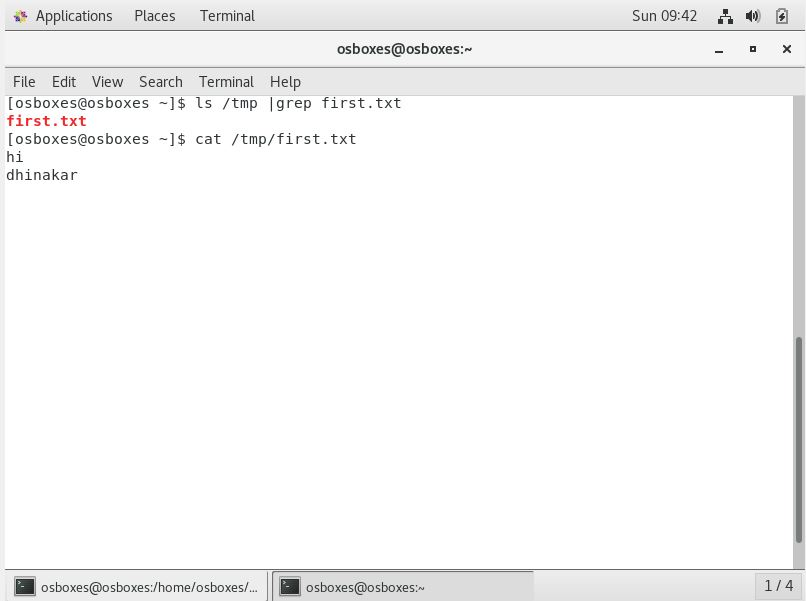 Applications Places Terminal Sun 09:42
osboxes@osboxes:~
File Edit View Search Terminal Help
[osboxes@osboxes ~]$ ls /tmp |grep first.txt
first.txt
[osboxes@osboxes ~]$ cat /tmp/first.txt
hi
dhinakar
osboxes@osboxes:/home/osboxes/... osboxes@osboxes:~ 1 / 4